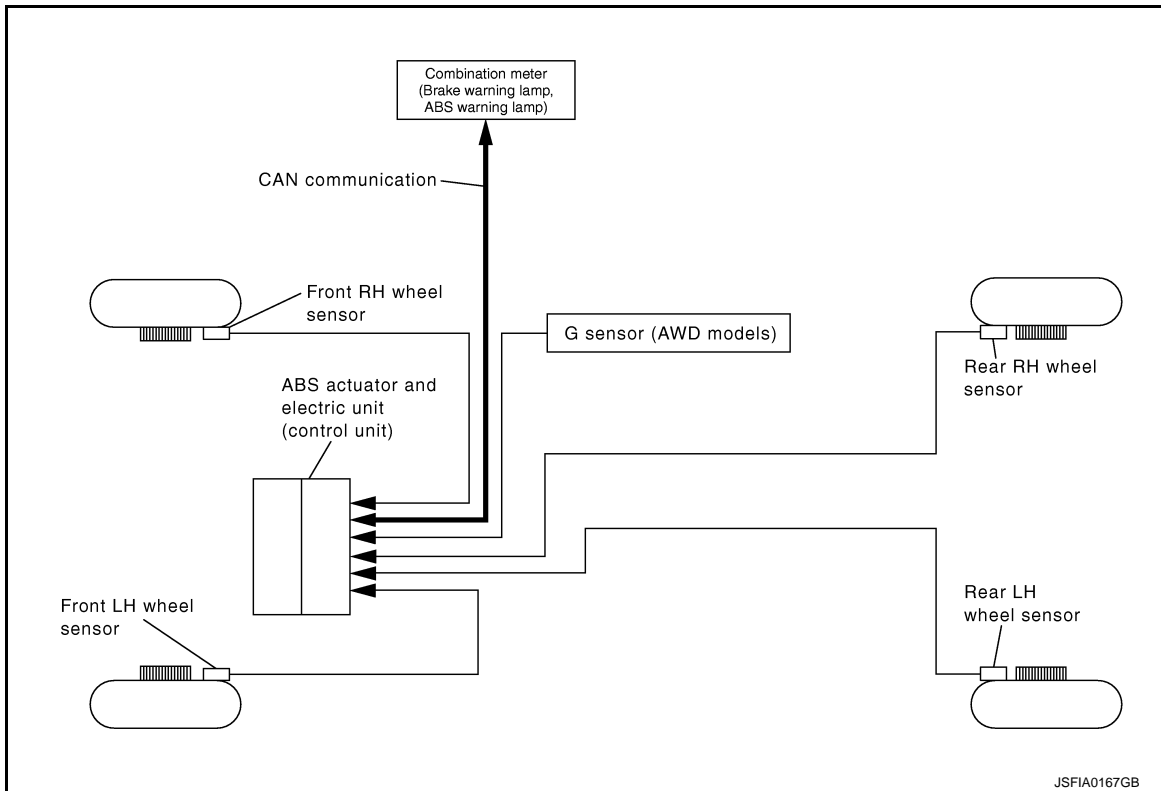 Combination meter
(Brake warning lamp,
ABS warning lamp)
CAN communication
Front RH wheel
sensor
G sensor (AWD models)
Rear RH wheel
sensor
ABS actuator and
electric unit
(control unit)
Front LH wheel
sensor
Rear LH
wheel sensor
JSFIA0167GB